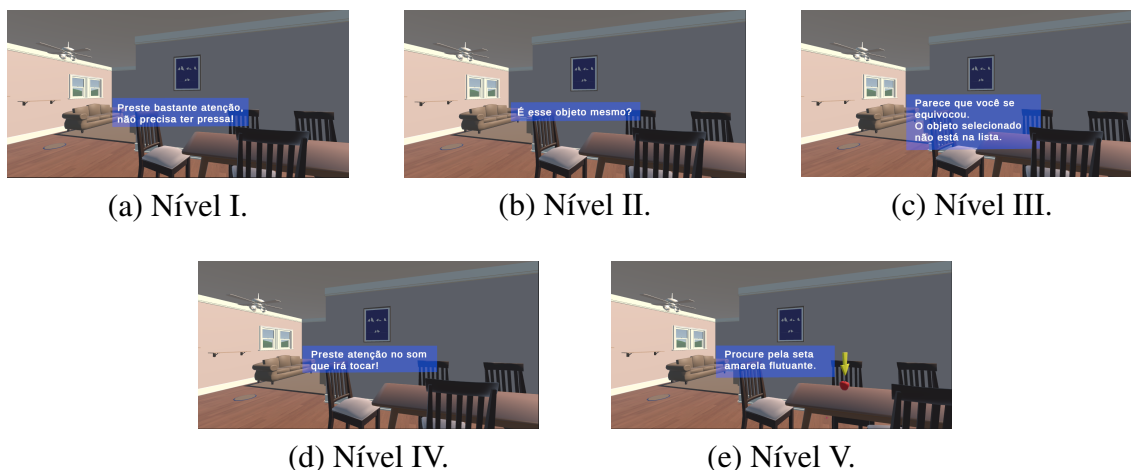 Preste bastante atenção,
não precisa ter pressa!
É esse objeto mesmo?
Parece que você se
equivocou.
O objeto selecionado
não está na lista.
(a) Nível I.
(b) Nível II.
(c) Nível III.
Preste atenção no som
que irá tocar!
Procure pela seta
amarela flutuante.
(d) Nível IV.
(e) Nível V.